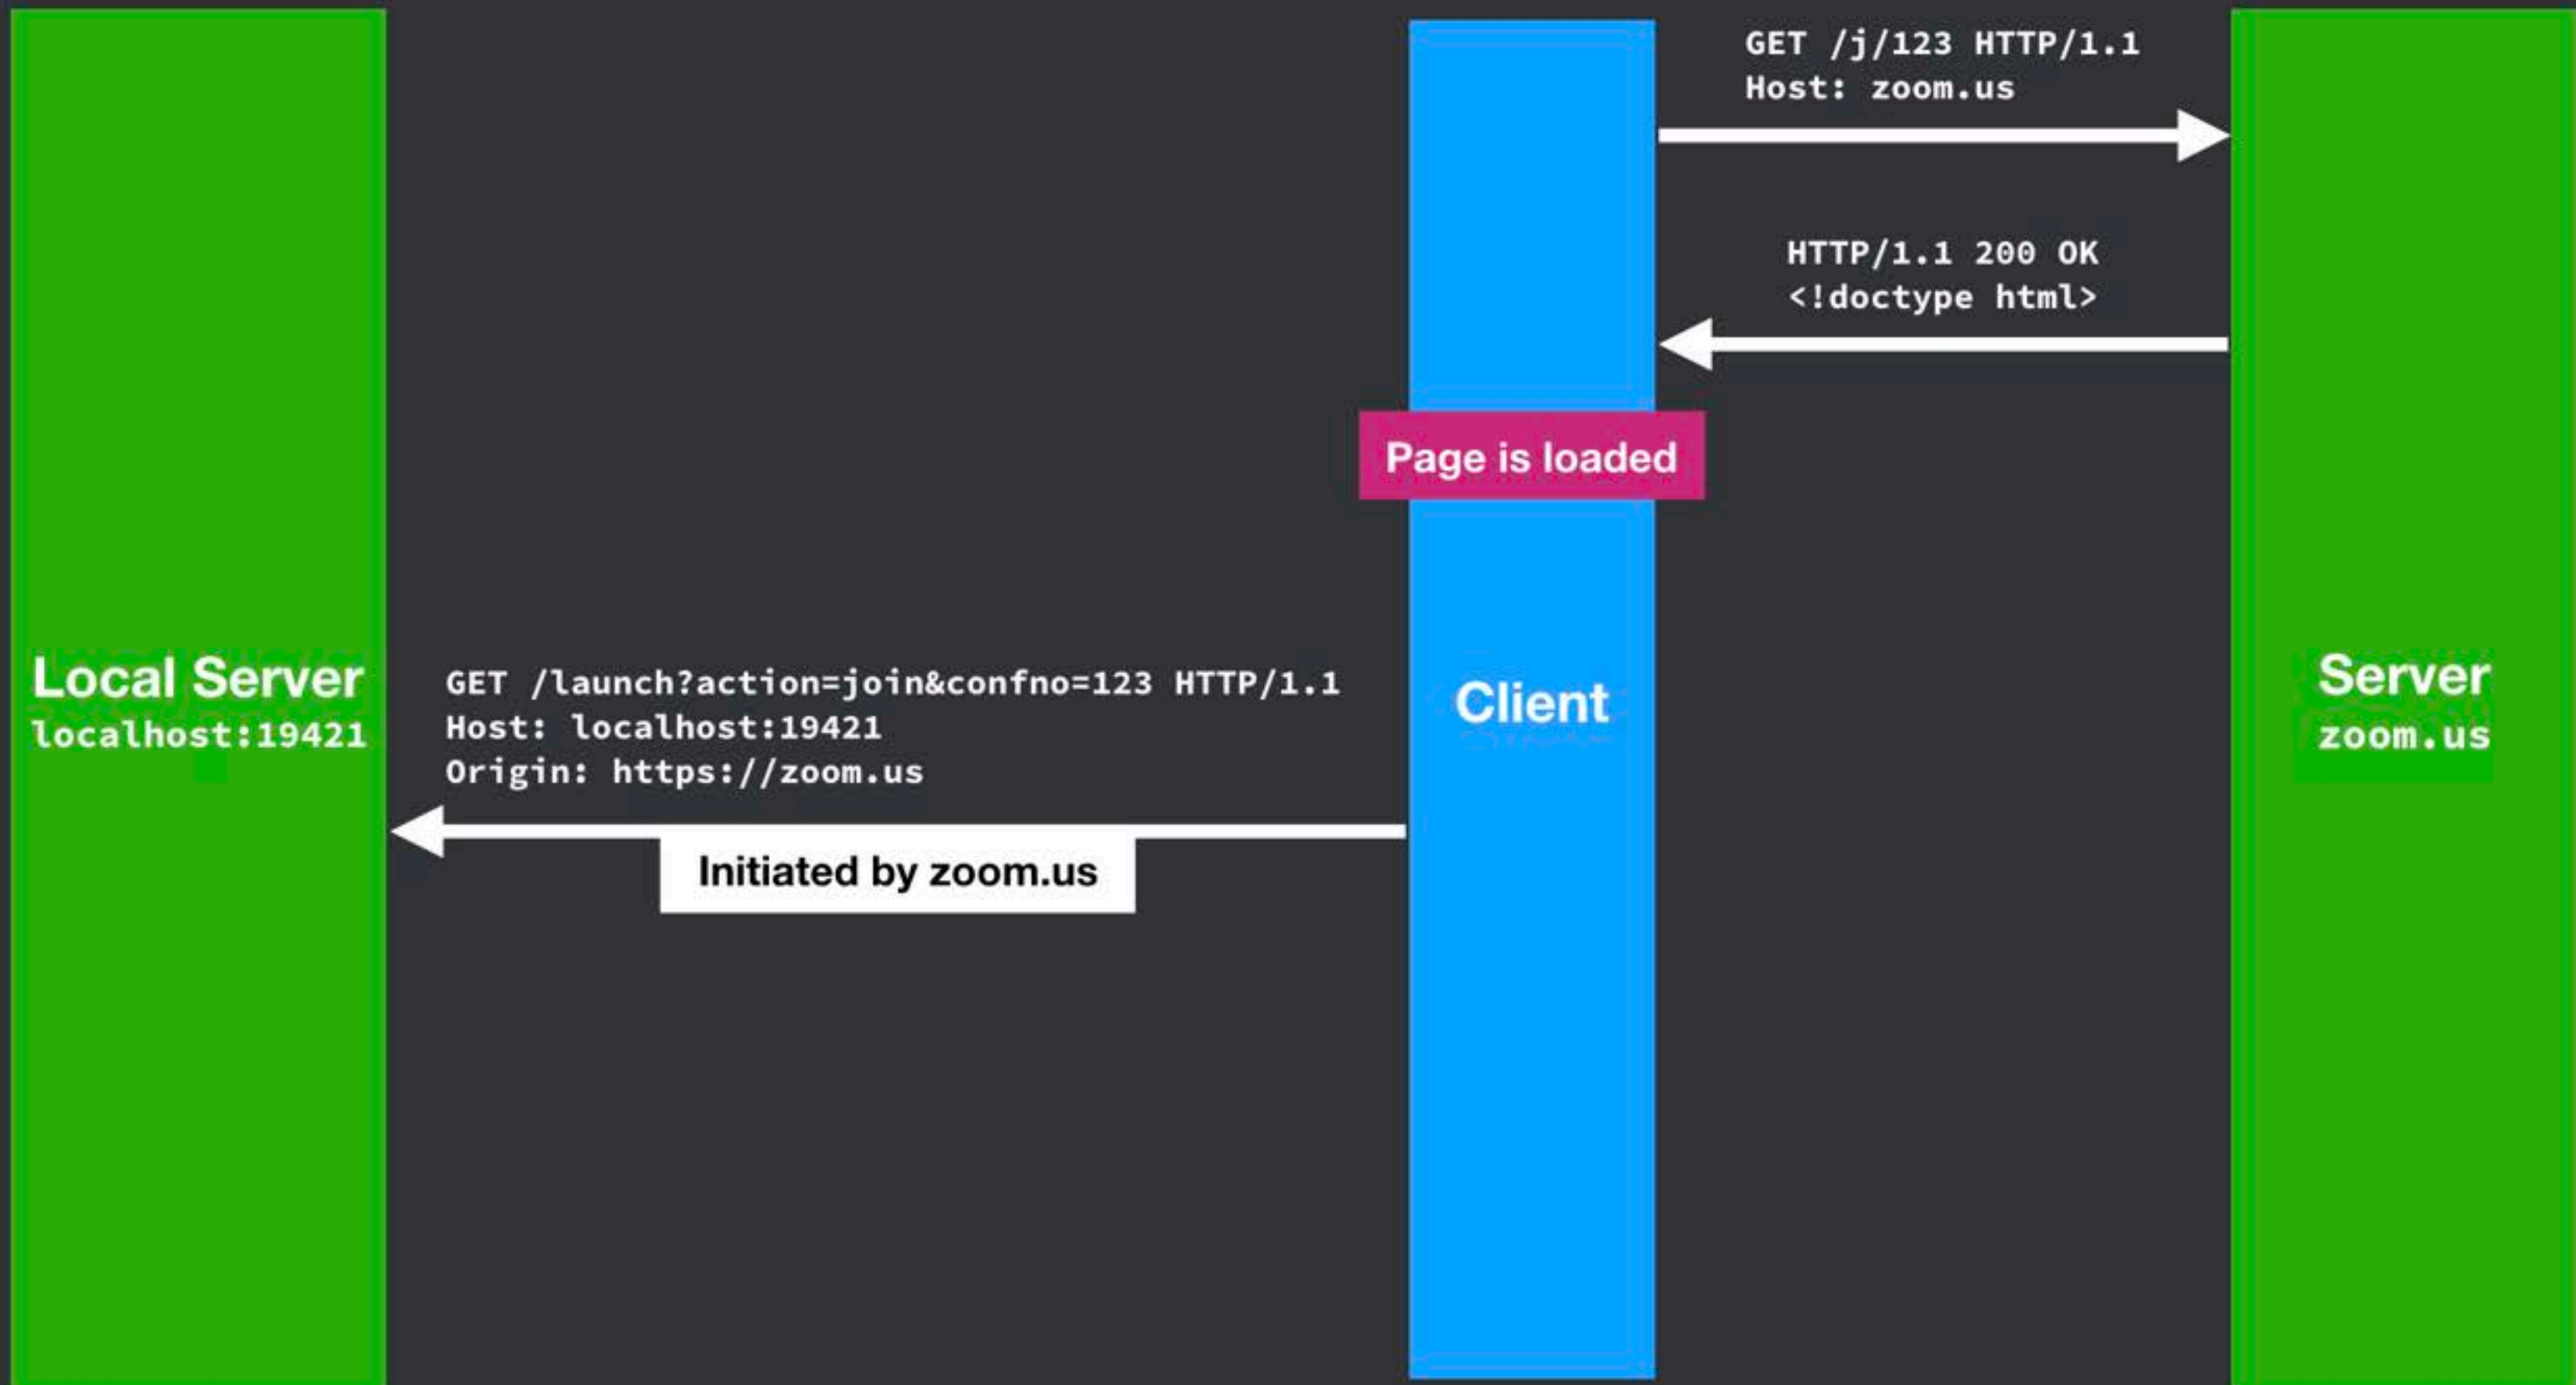 GET /j/123 HTTP/1.1
Host: zoom.us
HTTP/1.1 200 OK
<!doctype html>
Page is loaded
Local Server
localhost:19421
GET /launch?action=join&confno=123 HTTP/1.1
Host: localhost:19421
Origin: https://zoom.us
Initiated by zoom.us
Client
Server
zoom.us